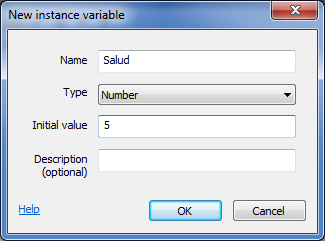 New instance variable
Name Salud
Type Number
Initial value 5
Description
(optional)
Help OK Cancel